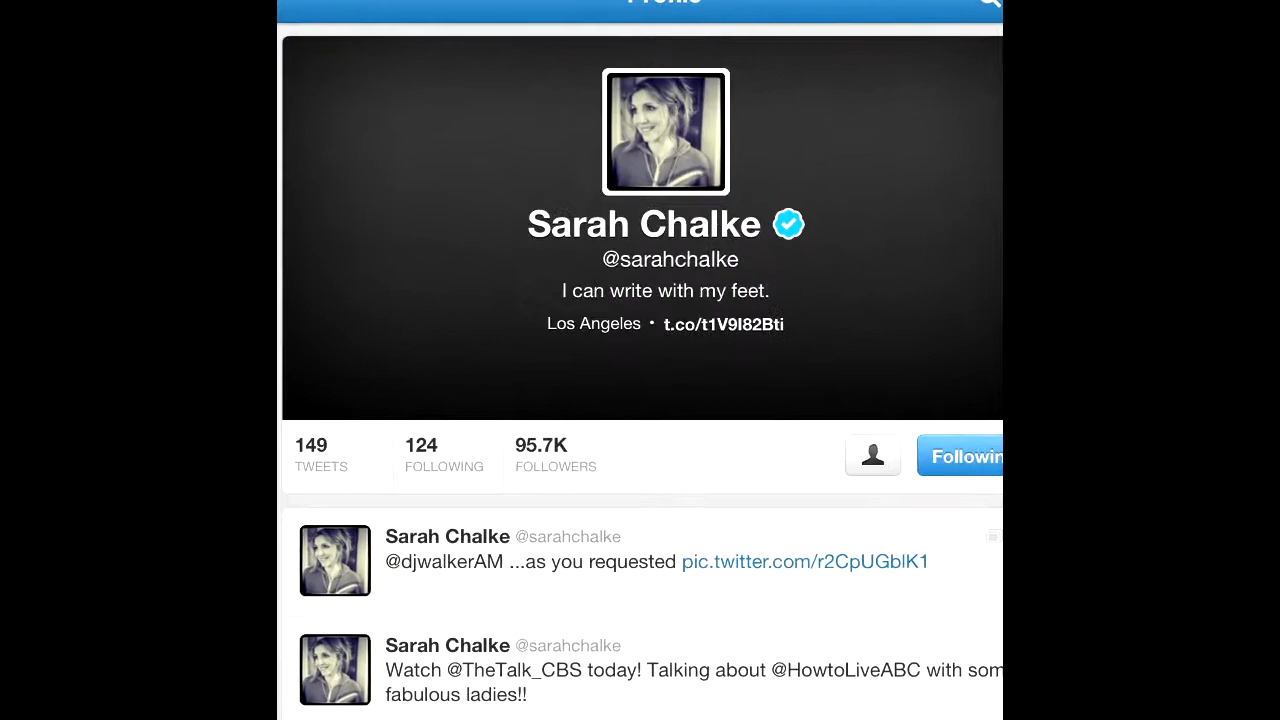 Profile
Sarah Chalke
@sarahchalke
I can write with my feet.
Los Angeles • t.co/t1V9I82Bti
149
TWEETS
124
FOLLOWING
95.7K
FOLLOWERS
Followin
Sarah Chalke @sarahchalke
@djwalkerAM ...as you requested pic.twitter.com/r2CpUGblK1
Sarah Chalke @sarahchalke
Watch @TheTalk_CBS today! Talking about @HowtoLiveABC with som
fabulous ladies!!